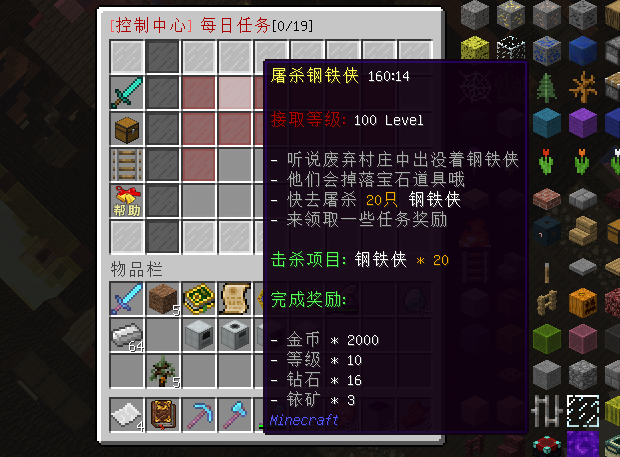 [控制中心] 每日任务[0/19]
屠杀钢铁侠 160:14
接取等级: 100 Level
- 听说废弃村庄中出没着钢铁侠
- 他们会掉落宝石道具哦
- 快去屠杀 20只 钢铁侠
- 来领取一些任务奖励
击杀项目: 钢铁侠 * 20
完成奖励:
- 金币 * 2000
- 等级 * 10
- 钻石 * 16
- 铱矿 * 3
Minecraft
帮助
物品栏
5
64
5
4